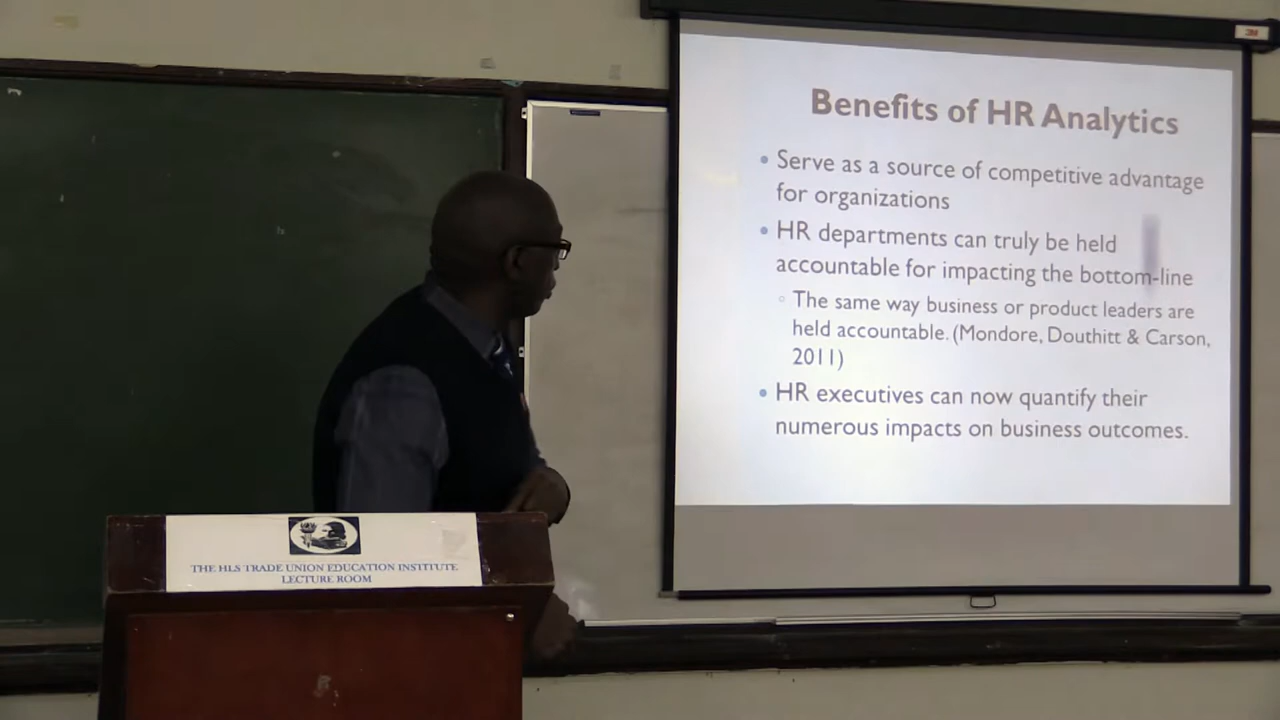 3M
Benefits of HR Analytics
• Serve as a source of competitive advantage
for organizations
• HR departments can truly be held
accountable for impacting the bottom-line
◦ The same way business or product leaders are
held accountable. (Mondore, Douthitt & Carson,
2011)
• HR executives can now quantify their
numerous impacts on business outcomes.
THE HLS TRADE UNION EDUCATION INSTITUTE
LECTURE ROOM